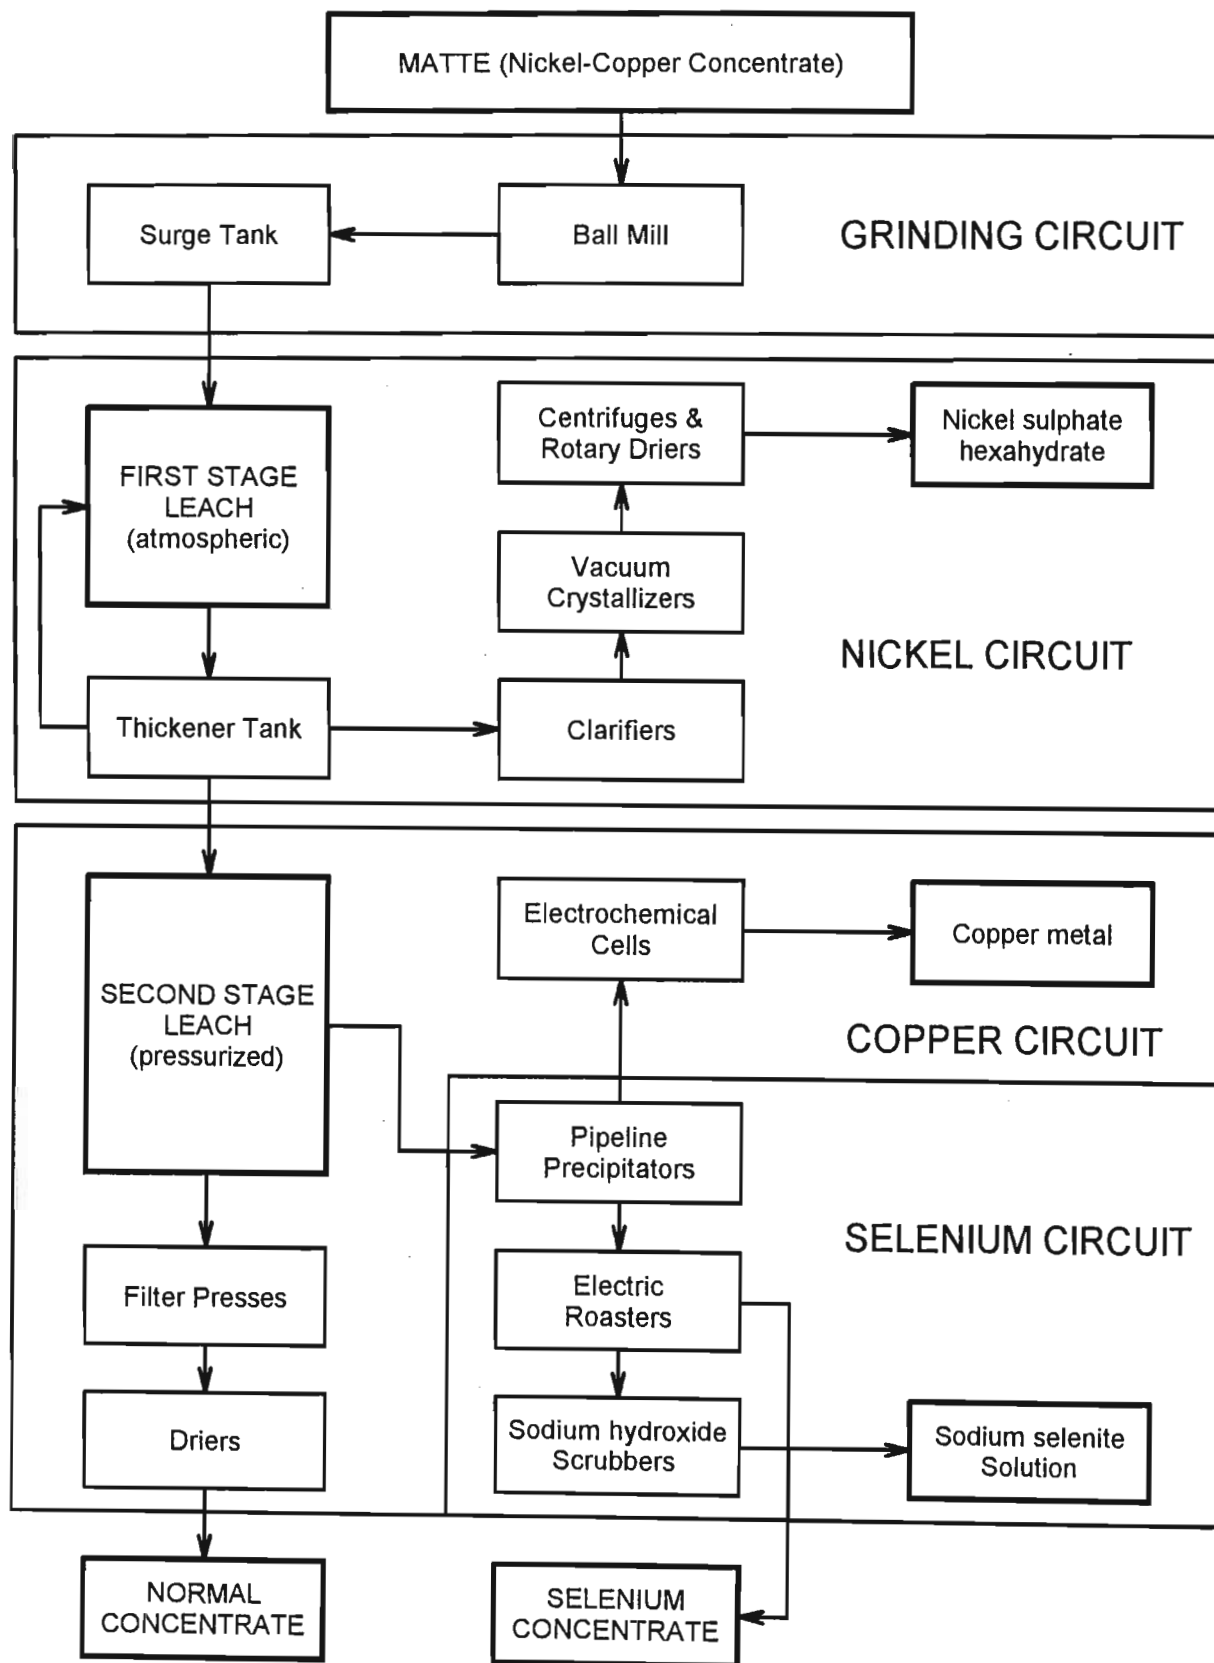 MATTE (Nickel-Copper Concentrate)
Surge Tank
Ball Mill
GRINDING CIRCUIT
FIRST STAGE
LEACH
(atmospheric)
Centrifuges &
Rotary Driers
Nickel sulphate
hexahydrate
Vacuum
Crystallizers
NICKEL CIRCUIT
Thickener Tank
Clarifiers
SECOND STAGE
LEACH
(pressurized)
Electrochemical
Cells
Copper metal
COPPER CIRCUIT
Pipeline
Precipitators
SELENIUM CIRCUIT
Filter Presses
Electric
Roasters
Driers
Sodium hydroxide
Scrubbers
Sodium selenite
Solution
NORMAL
CONCENTRATE
SELENIUM
CONCENTRATE